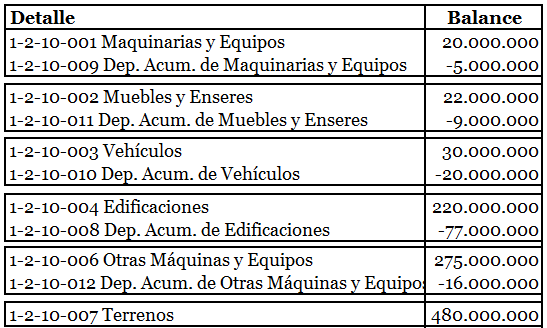 Detalle Balance
1-2-10-001 Maquinarias y Equipos 20.000.000
1-2-10-009 Dep. Acum. de Maquinarias y Equipos -5.000.000
1-2-10-002 Muebles y Enseres 22.000.000
1-2-10-011 Dep. Acum. de Muebles y Enseres -9.000.000
1-2-10-003 Vehículos 30.000.000
1-2-10-010 Dep. Acum. de Vehículos -20.000.000
1-2-10-004 Edificaciones 220.000.000
1-2-10-008 Dep. Acum. de Edificaciones -77.000.000
1-2-10-006 Otras Máquinas y Equipos 275.000.000
1-2-10-012 Dep. Acum. de Otras Máquinas y Equipos -16.000.000
1-2-10-007 Terrenos 480.000.000